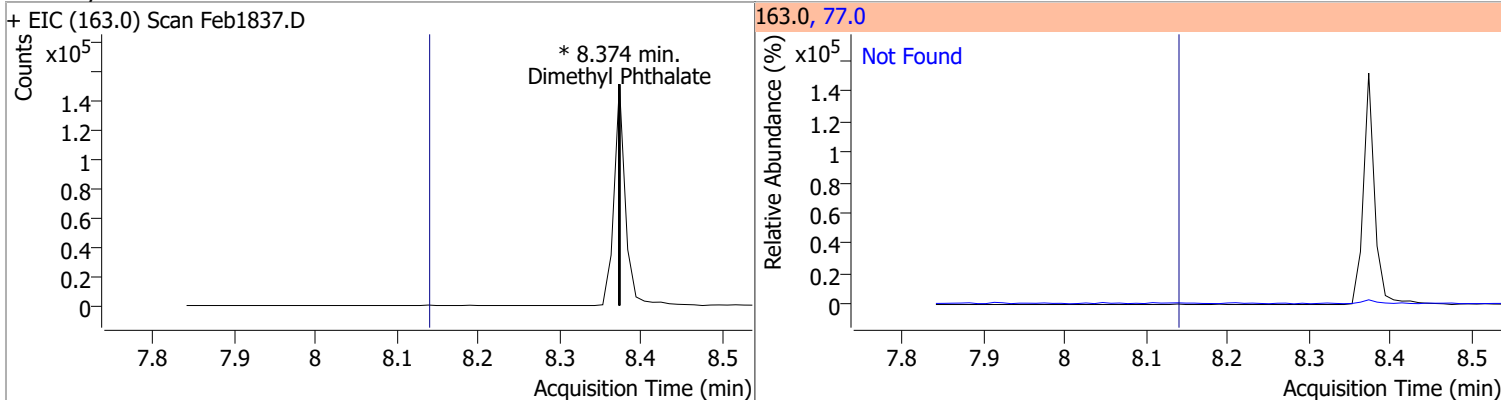 + EIC (163.0) Scan Feb1837.D
Counts
x10⁵
* 8.374 min.
Dimethyl Phthalate
1.4
1.2
1
0.8
0.6
0.4
0.2
0
7.8 7.9 8 8.1 8.2 8.3 8.4 8.5
Acquisition Time (min)
163.0, 77.0
Relative Abundance (%)
x10⁵
Not Found
1.4
1.2
1
0.8
0.6
0.4
0.2
0
7.8 7.9 8 8.1 8.2 8.3 8.4 8.5
Acquisition Time (min)